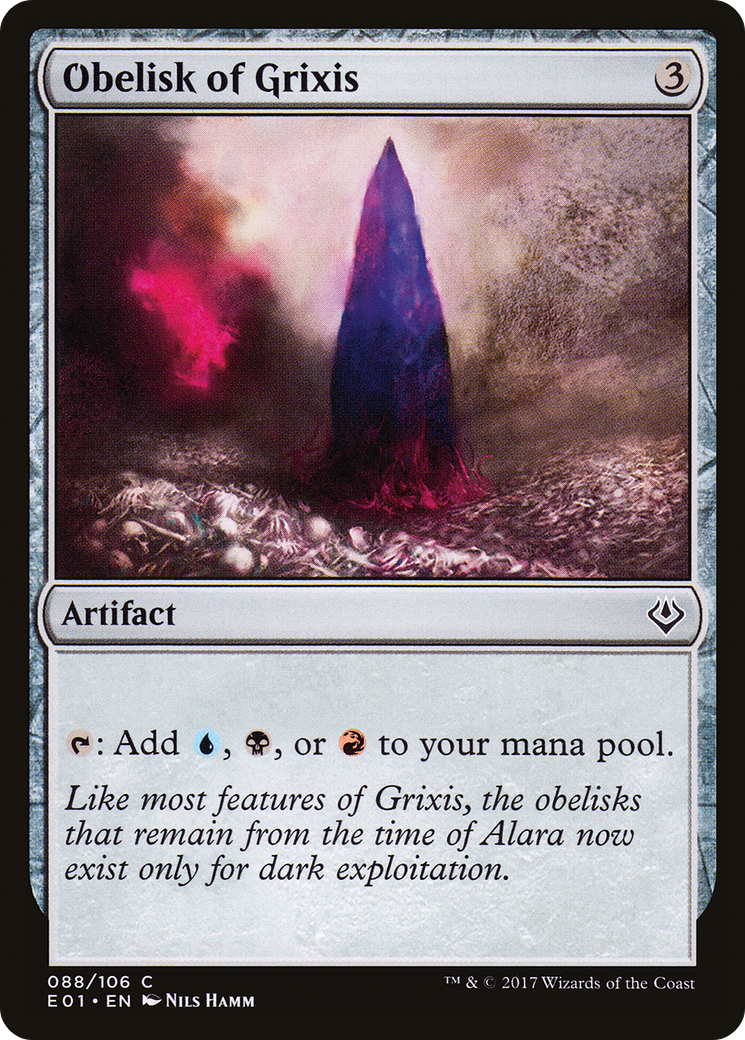 Obelisk of Grixis 3
Artifact
: Add , , or to your mana pool.
Like most features of Grixis, the obelisks
that remain from the time of Alara now
exist only for dark exploitation.
088/106 C
™ & © 2017 Wizards of the Coast
E01 • EN Nils Hamm